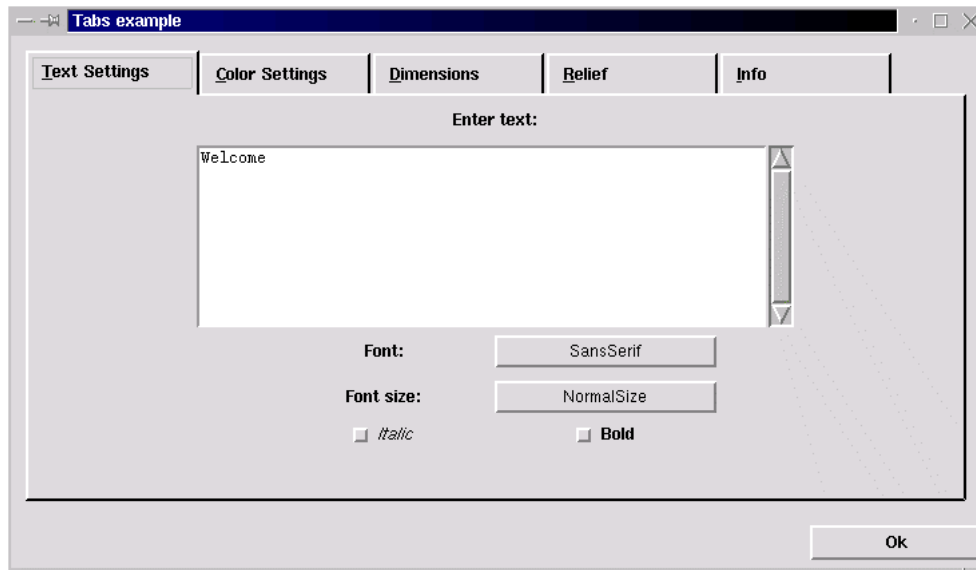 Tabs example
Text Settings Color Settings Dimensions Relief Info
Enter text:
Welcome
Font: SansSerif
Font size: NormalSize
Italic Bold
Ok